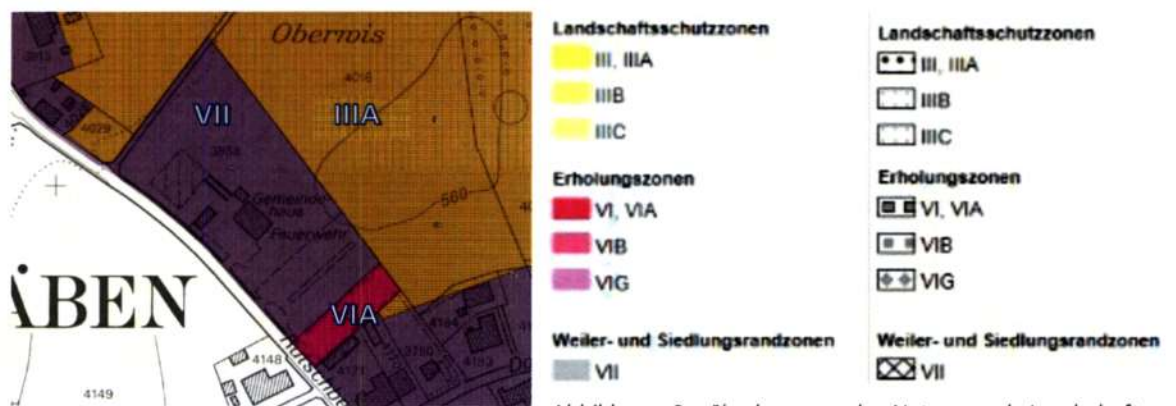 Oberwis
3813
4016
VII
IIIA
4029
3854
560
Gemeinde-
haus
Feuerwehr
ÄBEN
VIA
4164
3780
4193
4148
4171
4149
Landschaftsschutzzonen
III, IIIA
IIIB
IIIC
Erholungszonen
VI, VIA
VIB
VIG
Weiler- und Siedlungsrandzonen
VII
Landschaftsschutzzonen
III, IIIA
IIIB
IIIC
Erholungszonen
VI, VIA
VIB
VIG
Weiler- und Siedlungsrandzonen
VII